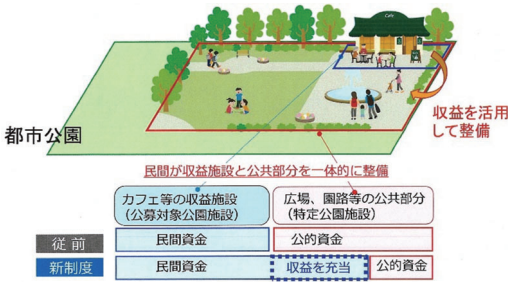 Cafe
収益を活用
して整備
都市公園
民間が収益施設と公共部分を一体的に整備
カフェ等の収益施設
(公募対象公園施設)
広場、園路等の公共部分
(特定公園施設)
従前
民間資金
公的資金
新制度
民間資金
収益を充当
公的資金